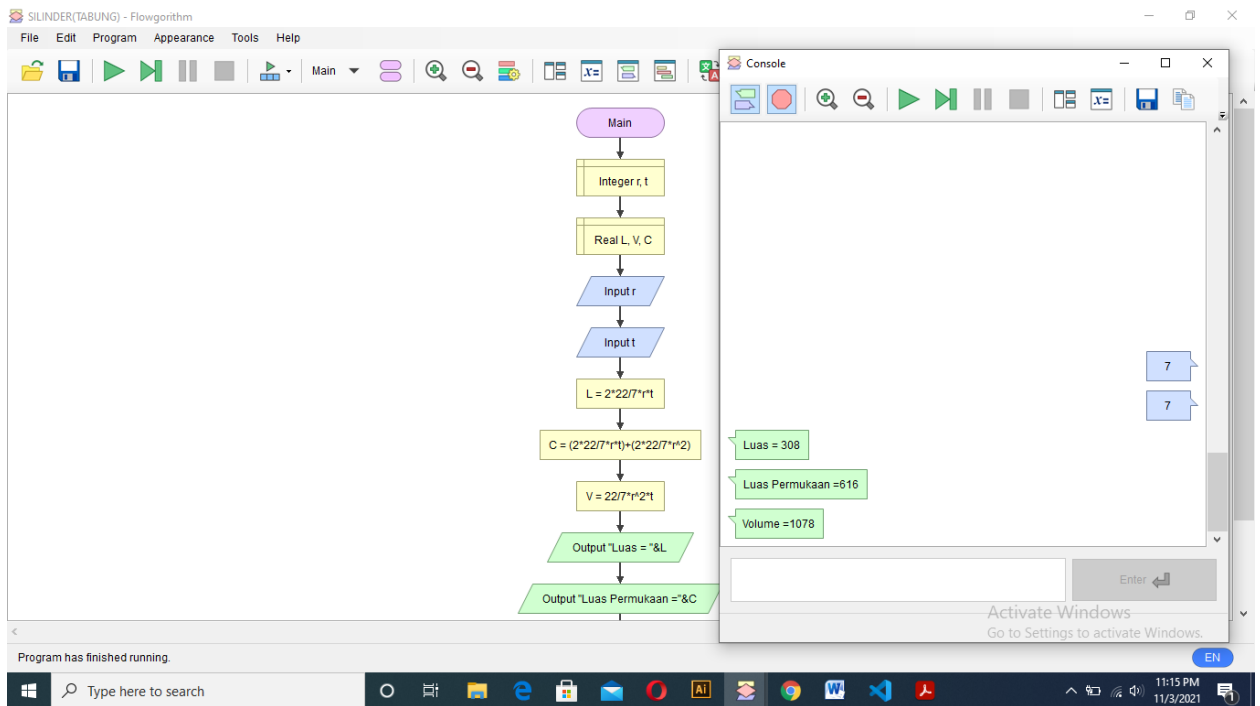 SILINDER(TABUNG) - Flowgorithm
File Edit Program Appearance Tools Help
Main
Main
Integer r, t
Real L, V, C
Input r
Input t
L = 2*22/7*r*t
C = (2*22/7*r*t)+(2*22/7*r^2)
V = 22/7*r^2*t
Output "Luas = "&L
Output "Luas Permukaan ="&C
Console
7
7
Luas = 308
Luas Permukaan =616
Volume =1078
Enter
Activate Windows
Go to Settings to activate Windows.
Program has finished running.
EN
Type here to search
11:15 PM
11/3/2021